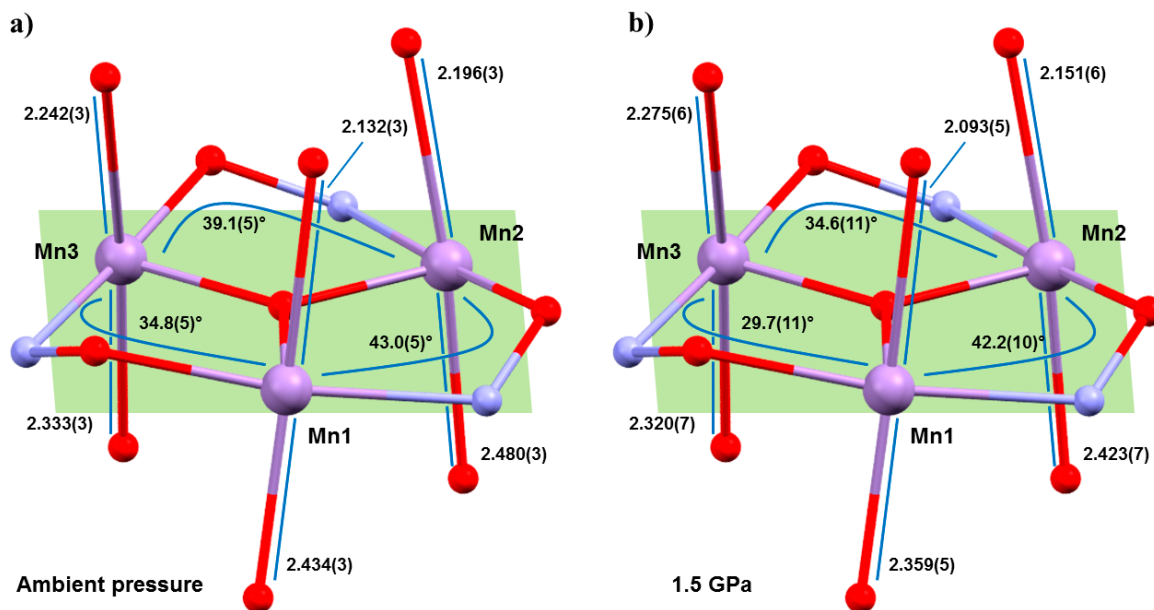 a)
2.196(3)
2.242(3)
2.132(3)
39.1(5)°
Mn3
Mn2
34.8(5)°
43.0(5)°
2.333(3)
Mn1
2.480(3)
2.434(3)
Ambient pressure
b)
2.151(6)
2.275(6)
2.093(5)
34.6(11)°
Mn3
Mn2
29.7(11)°
42.2(10)°
2.320(7)
Mn1
2.423(7)
2.359(5)
1.5 GPa